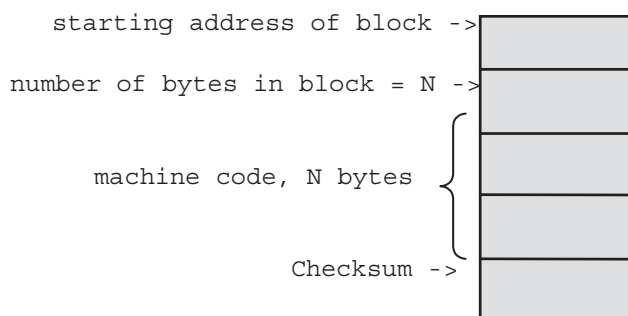 starting address of block ->
number of bytes in block = N ->
machine code, N bytes
Checksum ->